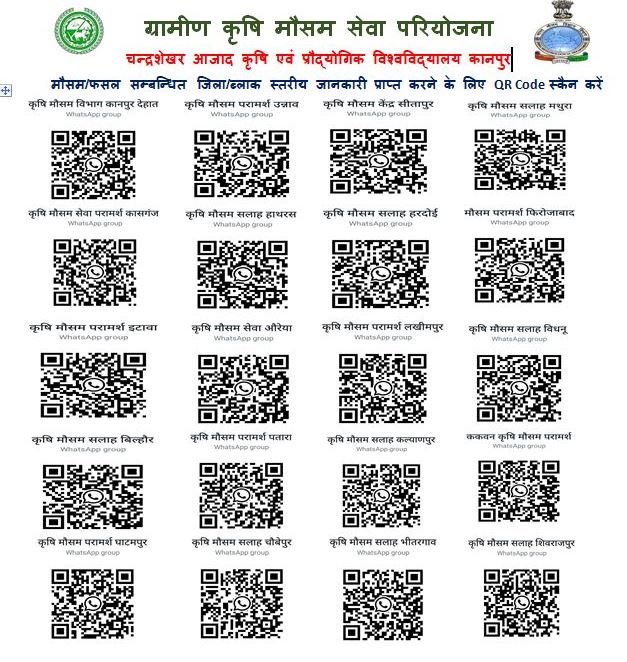 ग्रामीण कृषि मौसम सेवा परियोजना
चन्द्रशेखर आजाद कृषि एवं प्रौद्योगिक विश्वविद्यालय कानपुर
मौसम/फसल सम्बन्धित जिला/ब्लाक स्तरीय जानकारी प्राप्त करने के लिए QR Code स्कैन करें
कृषि मौसम विभाग कानपुर देहात
WhatsApp group
कृषि मौसम परामर्श उन्नाव
WhatsApp group
कृषि मौसम केंद्र सीतापुर
WhatsApp group
कृषि मौसम सलाह मथुरा
WhatsApp group
कृषि मौसम सेवा परामर्श कासगंज
WhatsApp group
कृषि मौसम सलाह हाथरस
WhatsApp group
कृषि मौसम सलाह हरदोई
WhatsApp group
मौसम परामर्श फिरोजाबाद
WhatsApp group
कृषि मौसम परामर्श इटावा
WhatsApp group
कृषि मौसम सेवा औरैया
WhatsApp group
कृषि मौसम परामर्श लखीमपुर
WhatsApp group
कृषि मौसम सलाह विधनू
WhatsApp group
कृषि मौसम सलाह बिल्हौर
WhatsApp group
कृषि मौसम परामर्श पतारा
WhatsApp group
कृषि मौसम सलाह कल्याणपुर
WhatsApp group
ककवन कृषि मौसम परामर्श
WhatsApp group
कृषि मौसम परामर्श घाटमपुर
WhatsApp group
कृषि मौसम सलाह चौबेपुर
WhatsApp group
कृषि मौसम सलाह भीतरगाव
WhatsApp group
कृषि मौसम सलाह शिवराजपुर
WhatsApp group